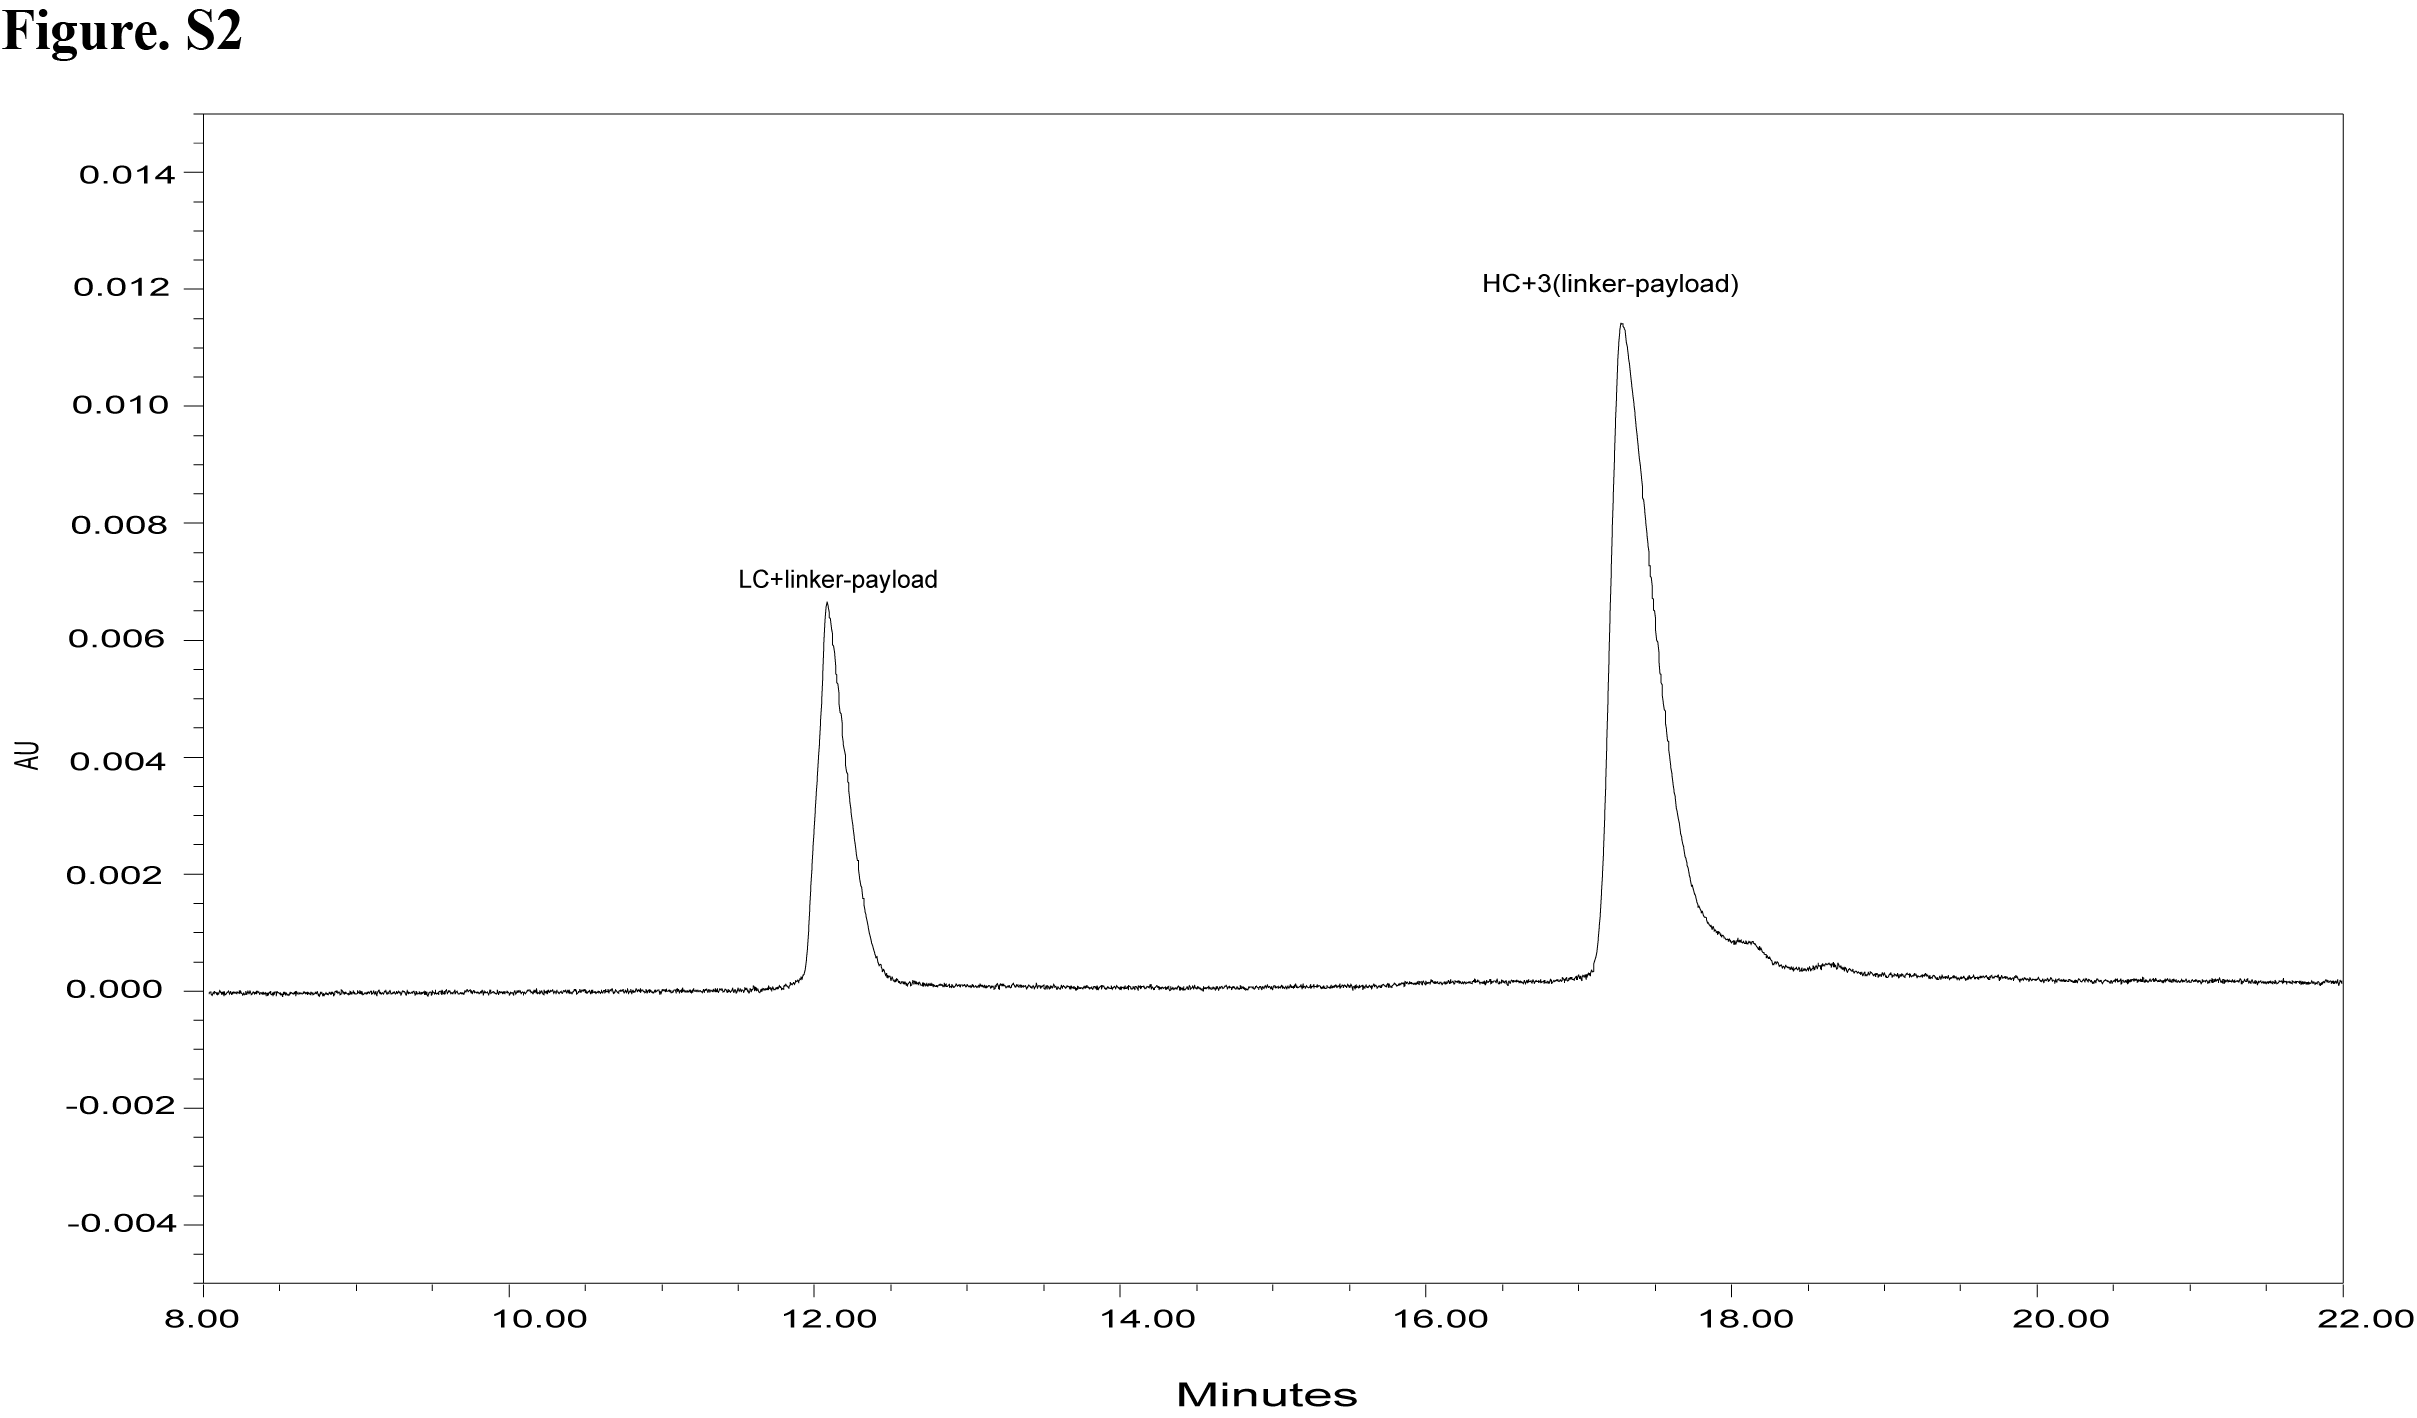 Figure. S2
0.014
0.012
HC+3(linker-payload)
0.010
0.008
LC+linker-payload
0.006
AU
0.004
0.002
0.000
-0.002
-0.004
8.00 10.00 12.00 14.00 16.00 18.00 20.00 22.00
Minutes